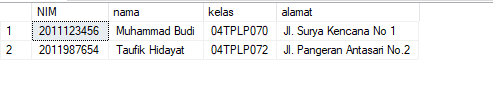 NIM nama kelas alamat
1 2011123456 Muhammad Budi 04TPLP070 Jl. Surya Kencana No 1
2 2011987654 Taufik Hidayat 04TPLP072 Jl. Pangeran Antasari No.2